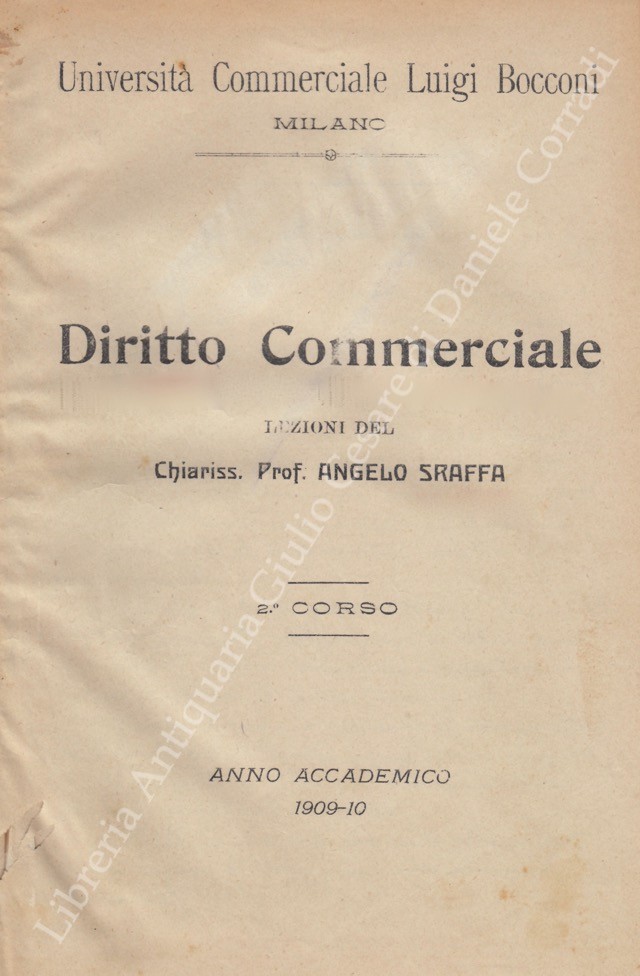 Università Commerciale Luigi Bocconi
MILANO
Diritto Commerciale
LEZIONI DEL
Chiariss. Prof. ANGELO SRAFFA
2.º CORSO
ANNO ACCADEMICO
1909-10
Libreria Antiquaria Giulio Cesare di Daniele Corradi